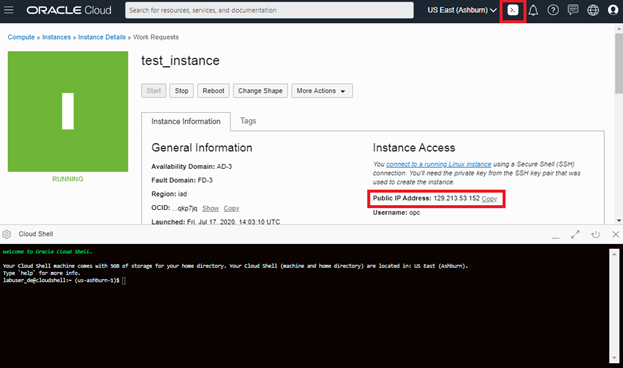 ORACLE Cloud
Search for resources, services, and documentation
US East (Ashburn)
Compute » Instances » Instance Details » Work Requests
test_instance
Start
Stop
Reboot
Change Shape
More Actions
Instance Information
Tags
General Information
Availability Domain: AD-3
Fault Domain: FD-3
Region: iad
OCID: ...qkp7jq Show Copy
Launched: Fri, Jul 17, 2020, 14:03:10 UTC
Instance Access
You connect to a running Linux instance using a Secure Shell (SSH)
connection. You'll need the private key from the SSH key pair that was
used to create the instance.
Public IP Address: 129.213.53.152 Copy
Username: opc
RUNNING
Cloud Shell
Welcome to Oracle Cloud Shell.
Your Cloud Shell machine comes with 5GB of storage for your home directory. Your Cloud Shell (machine and home directory) are located in: US East (Ashburn).
Type `help` for more info.
labuser_de@cloudshell:~ (us-ashburn-1)$